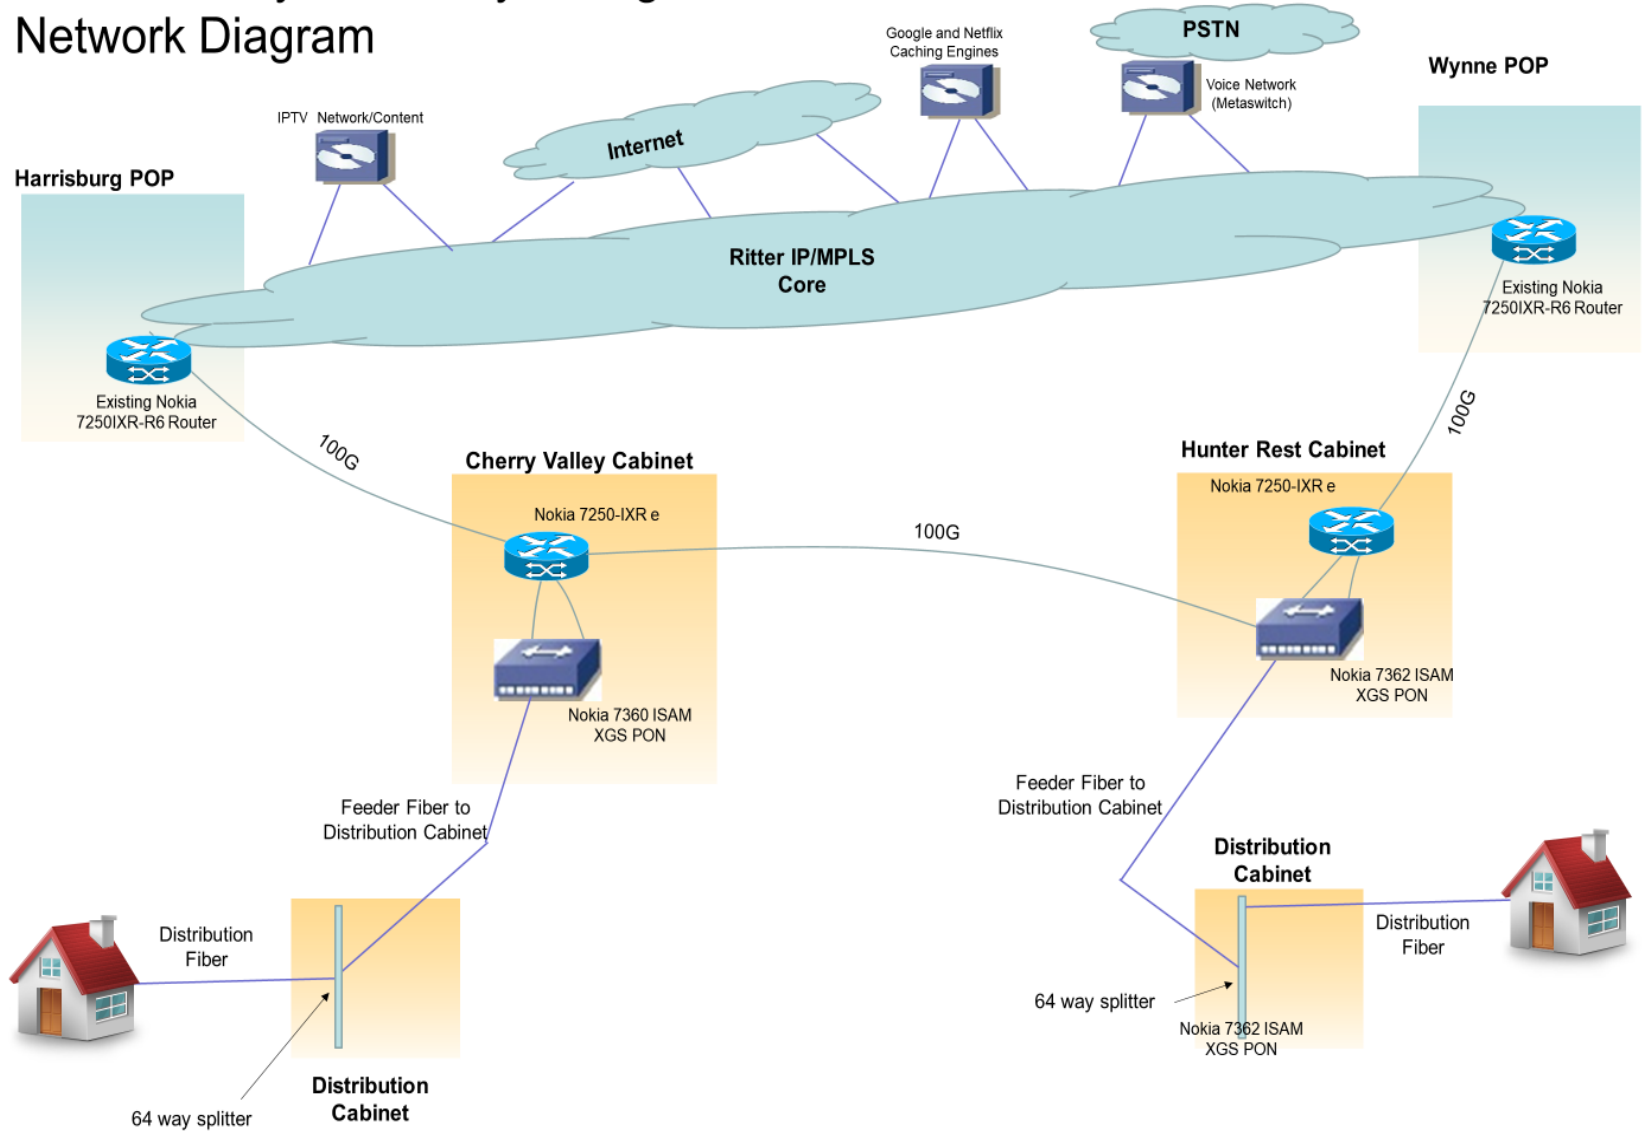 Network Diagram
PSTN
Google and Netflix
Caching Engines
Wynne POP
Voice Network
(Metaswitch)
IPTV Network/Content
Internet
Harrisburg POP
Ritter IP/MPLS
Core
Existing Nokia
7250IXR-R6 Router
Existing Nokia
7250IXR-R6 Router
100G
100G
Cherry Valley Cabinet
Hunter Rest Cabinet
Nokia 7250-IXR e
Nokia 7250-IXR e
100G
Nokia 7360 ISAM
XGS PON
Nokia 7362 ISAM
XGS PON
Feeder Fiber to
Distribution Cabinet
Feeder Fiber to
Distribution Cabinet
Distribution
Cabinet
Distribution
Fiber
Distribution
Fiber
64 way splitter
Nokia 7362 ISAM
XGS PON
Distribution
Cabinet
64 way splitter